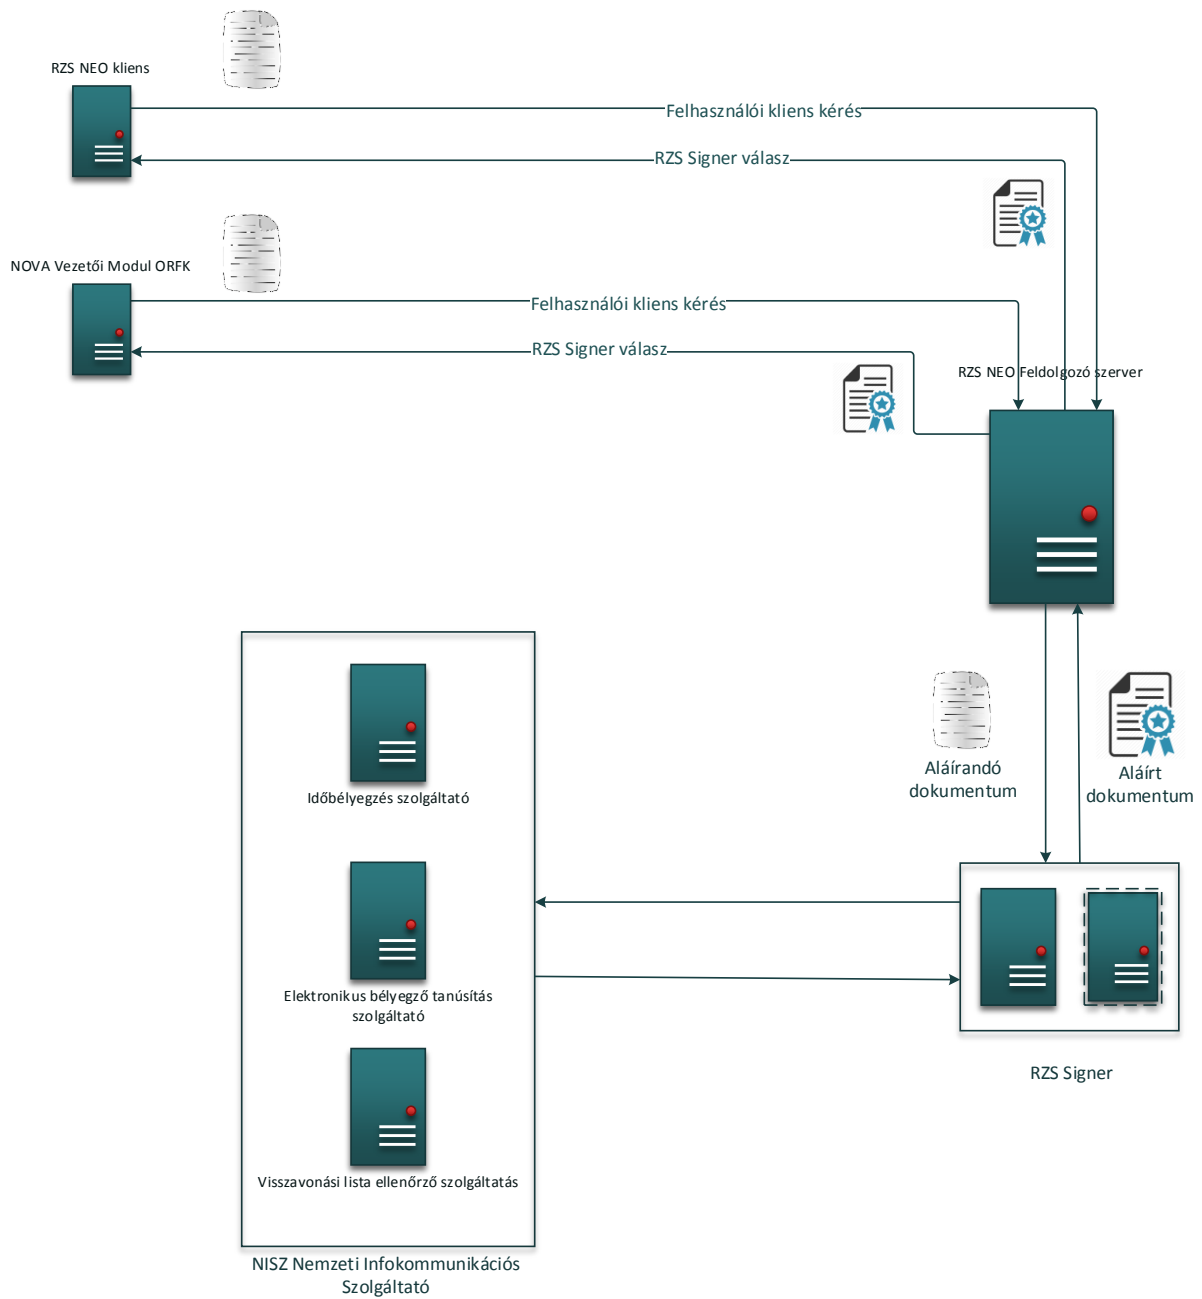 RZS NEO kliens
Felhasználói kliens kérés
RZS Signer válasz
NOVA Vezetői Modul ORFK
Felhasználói kliens kérés
RZS Signer válasz
RZS NEO Feldolgozó szerver
Aláírandó
dokumentum
Aláírt
dokumentum
Időbélyegzés szolgáltató
Elektronikus bélyegző tanúsítás
szolgáltató
RZS Signer
Visszavonási lista ellenőrző szolgáltatás
NISZ Nemzeti Infokommunikációs
Szolgáltató